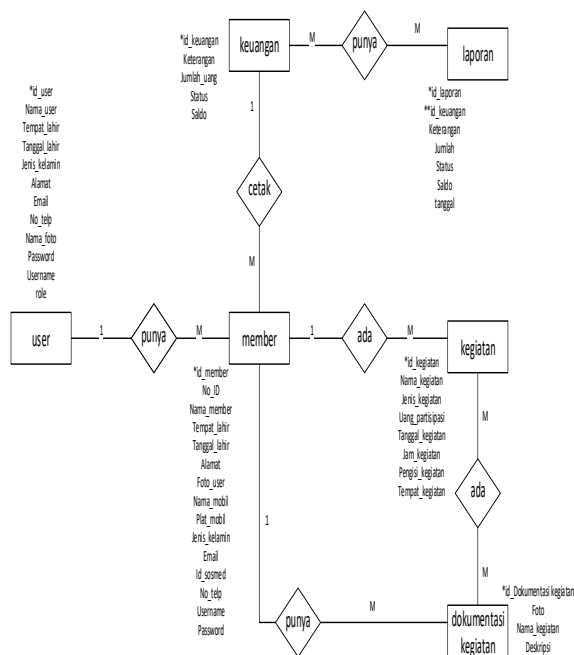 *id_keuangan
Keterangan
Jumlah_uang
Status
Saldo
keuangan
M
punya
M
laporan
*id_laporan
**id_keuangan
Keterangan
Jumlah
Status
Saldo
tanggal
1
cetak
M
*id_user
Nama_user
Tempat_lahir
Tanggal_lahir
Jenis_kelamin
Alamat
Email
No_telp
Nama_foto
Password
Username
role
user
1
punya
M
member
1
ada
M
kegiatan
*id_member
No_ID
Nama_member
Tempat_lahir
Tanggal_lahir
Alamat
Foto_user
Nama_mobil
Plat_mobil
Jenis_kelamin
Email
Id_sosmed
No_telp
Username
Password
*id_kegiatan
Nama_kegiatan
Jenis_kegiatan
Uang_partisipasi
Tanggal_kegiatan
Jam_kegiatan
Pengisi_kegiatan
Tempat_kegiatan
M
ada
M
1
punya
M
dokumentasi
kegiatan
*id_Dokumentasi kegiatan
Foto
Nama_kegiatan
Deskripsi